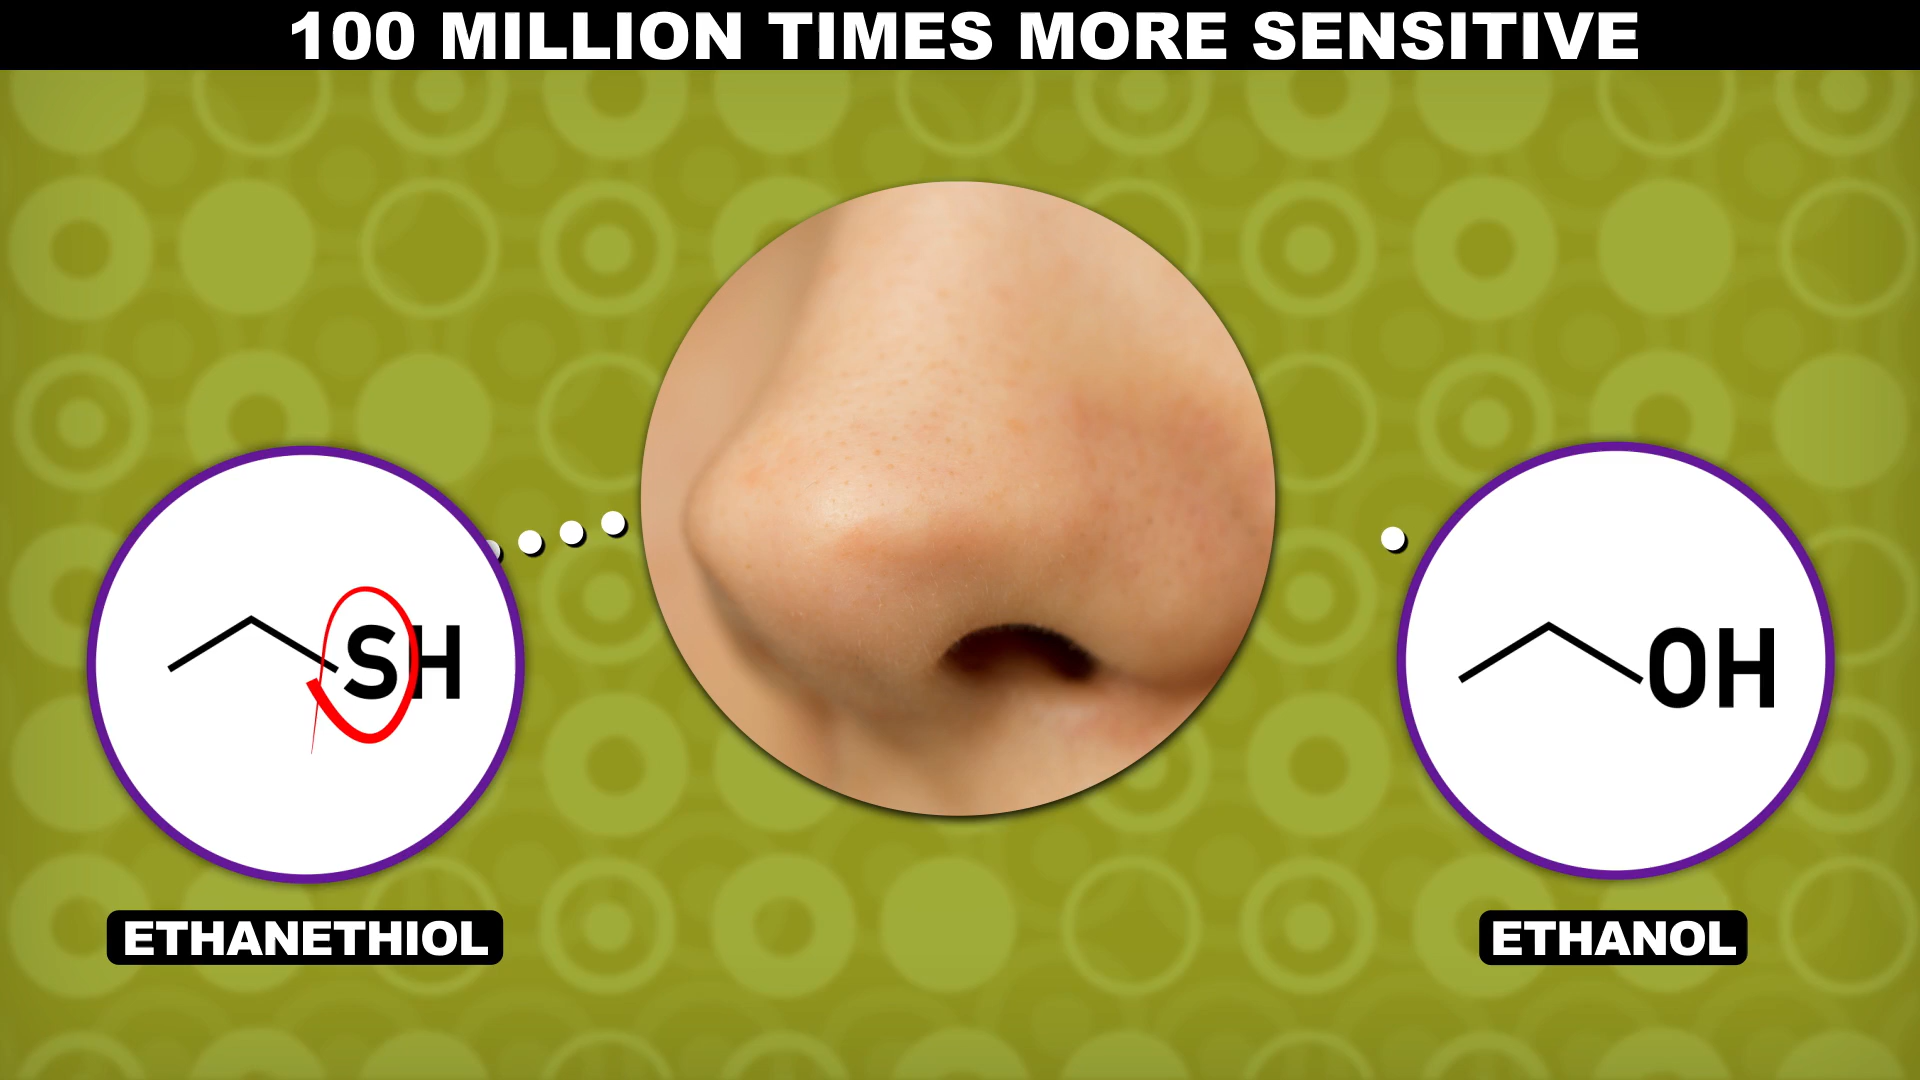 100 MILLION TIMES MORE SENSITIVE
SH
OH
ETHANETHIOL
ETHANOL